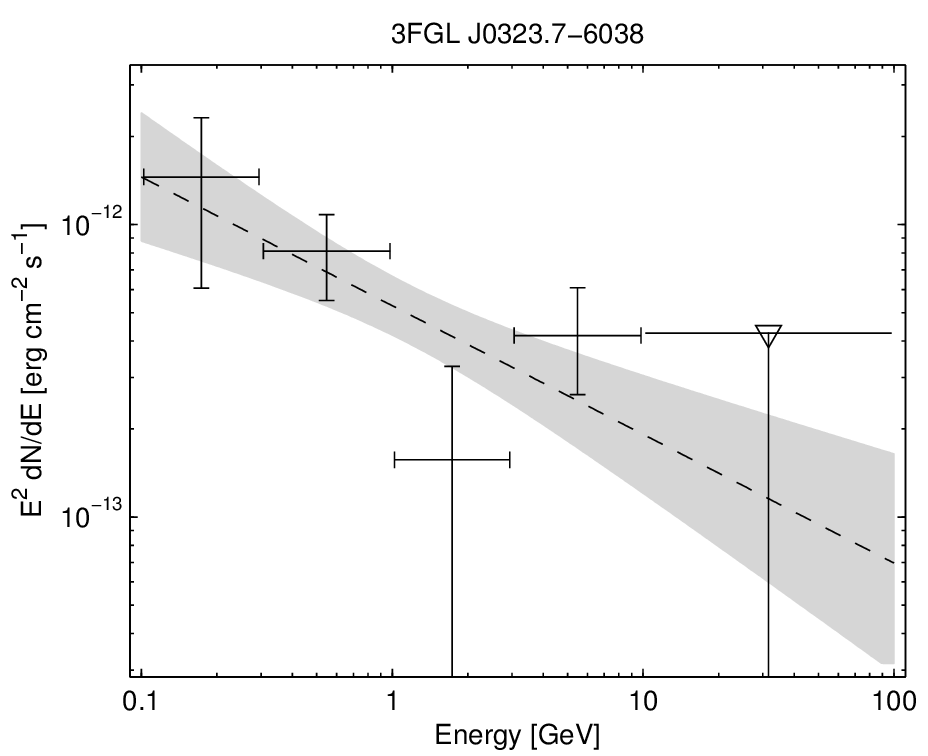 3FGL J0323.7−6038
E² dN/dE [erg cm⁻² s⁻¹]
10⁻¹²
10⁻¹³
0.1 1 10 100
Energy [GeV]